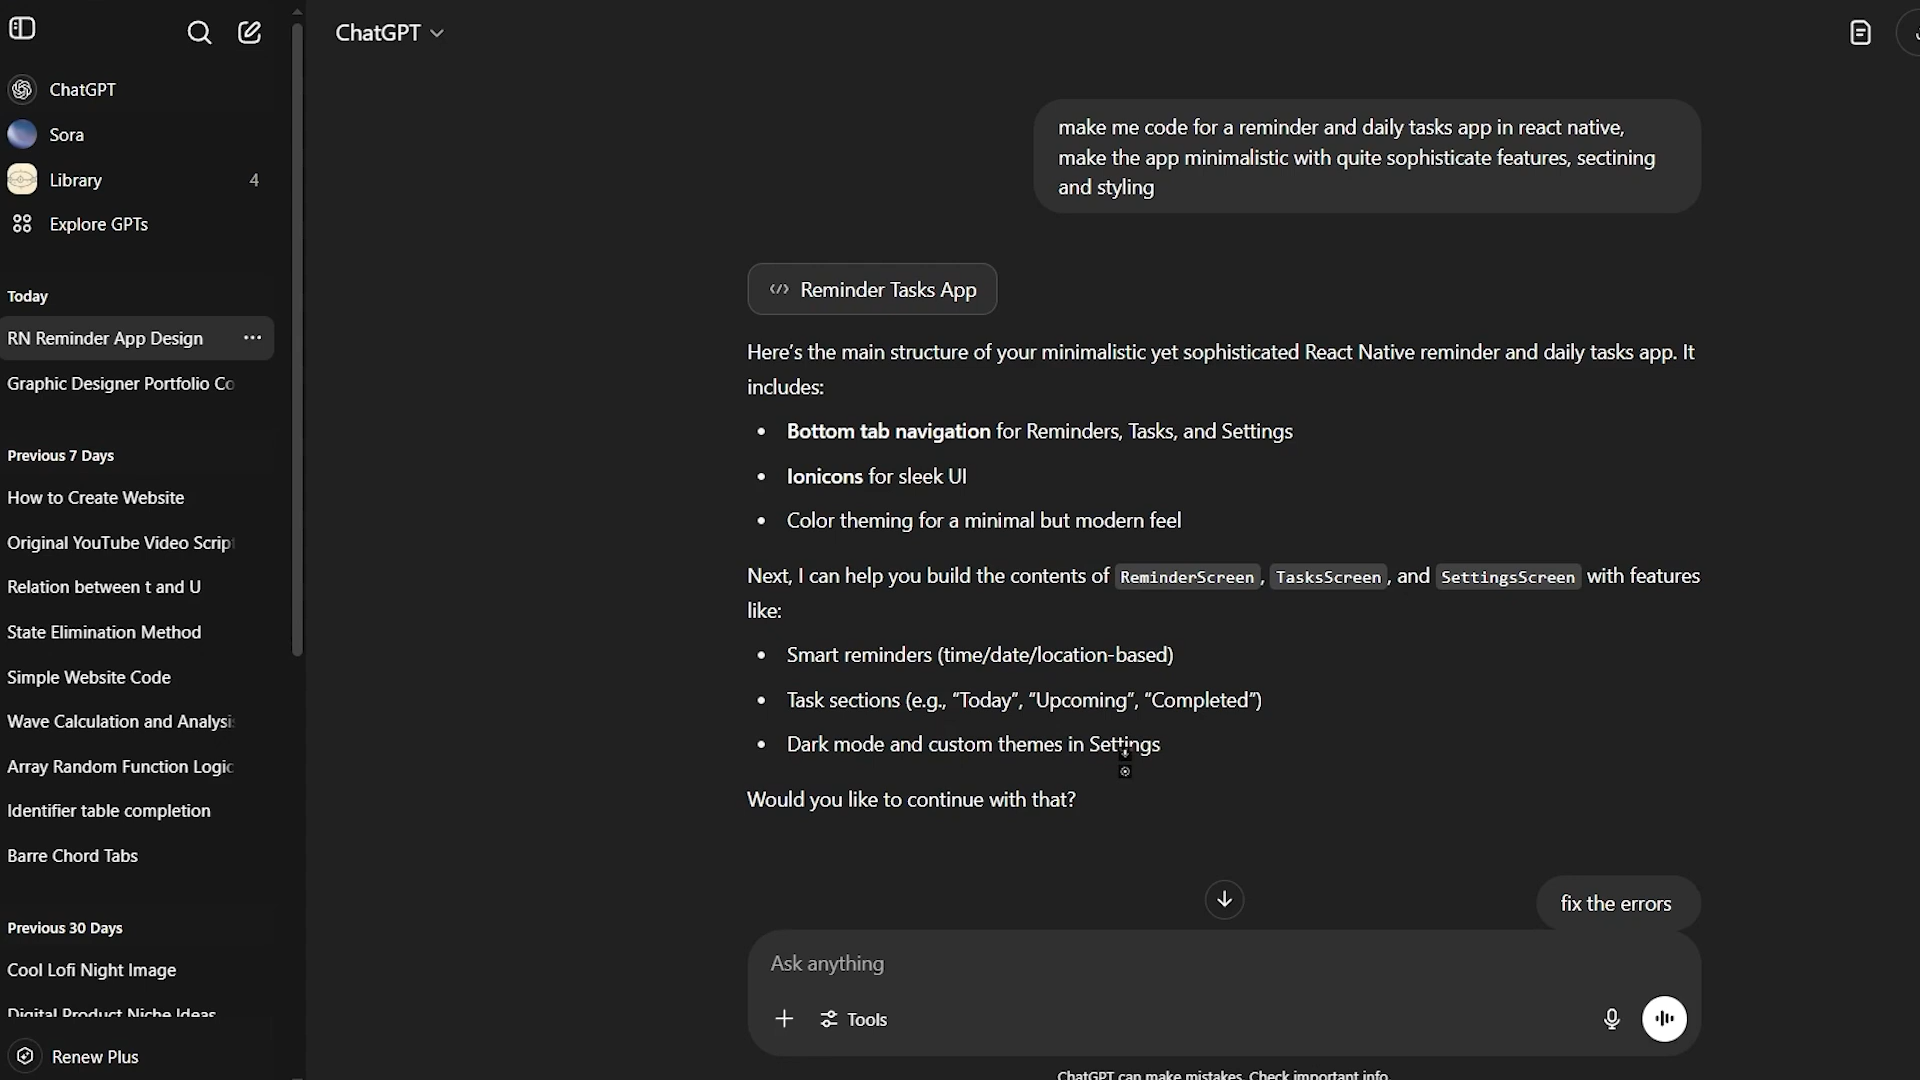 ChatGPT
Sora
Library 4
Explore GPTs
Today
RN Reminder App Design
Graphic Designer Portfolio Co
Previous 7 Days
How to Create Website
Original YouTube Video Scrip
Relation between t and U
State Elimination Method
Simple Website Code
Wave Calculation and Analysis
Array Random Function Logic
Identifier table completion
Barre Chord Tabs
Previous 30 Days
Cool Lofi Night Image
Digital Product Niche Ideas
Renew Plus
ChatGPT
make me code for a reminder and daily tasks app in react native,
make the app minimalistic with quite sophisticate features, sectining
and styling
Reminder Tasks App
Here's the main structure of your minimalistic yet sophisticated React Native reminder and daily tasks app. It
includes:
• Bottom tab navigation for Reminders, Tasks, and Settings
• Ionicons for sleek UI
• Color theming for a minimal but modern feel
Next, I can help you build the contents of ReminderScreen, TasksScreen, and SettingsScreen with features
like:
• Smart reminders (time/date/location-based)
• Task sections (e.g., “Today”, “Upcoming”, “Completed”)
• Dark mode and custom themes in Settings
Would you like to continue with that?
fix the errors
Ask anything
Tools
ChatGPT can make mistakes. Check important info.